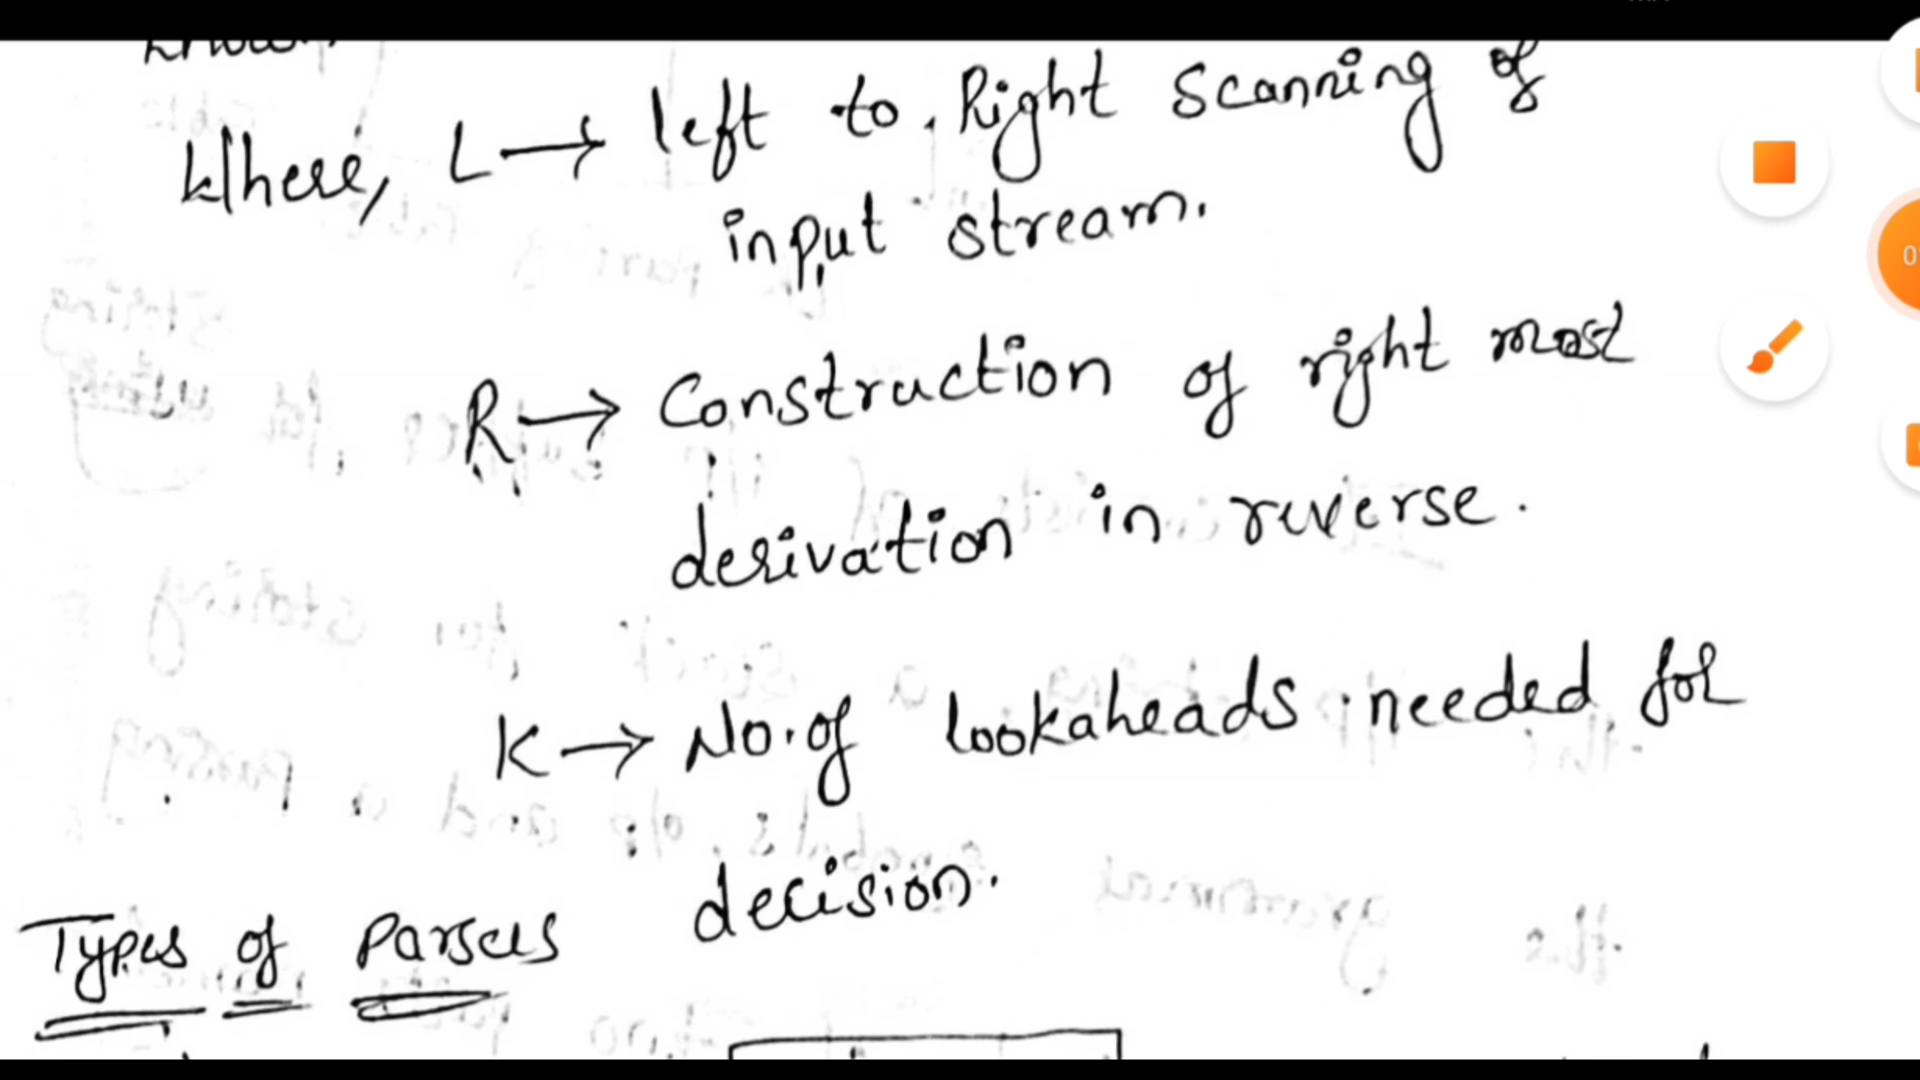 Where, L → left to Right Scanning of
input stream.
R → Construction of right most
derivation in reverse.
K → No. of lookaheads needed for
decision.
Types of Parsers